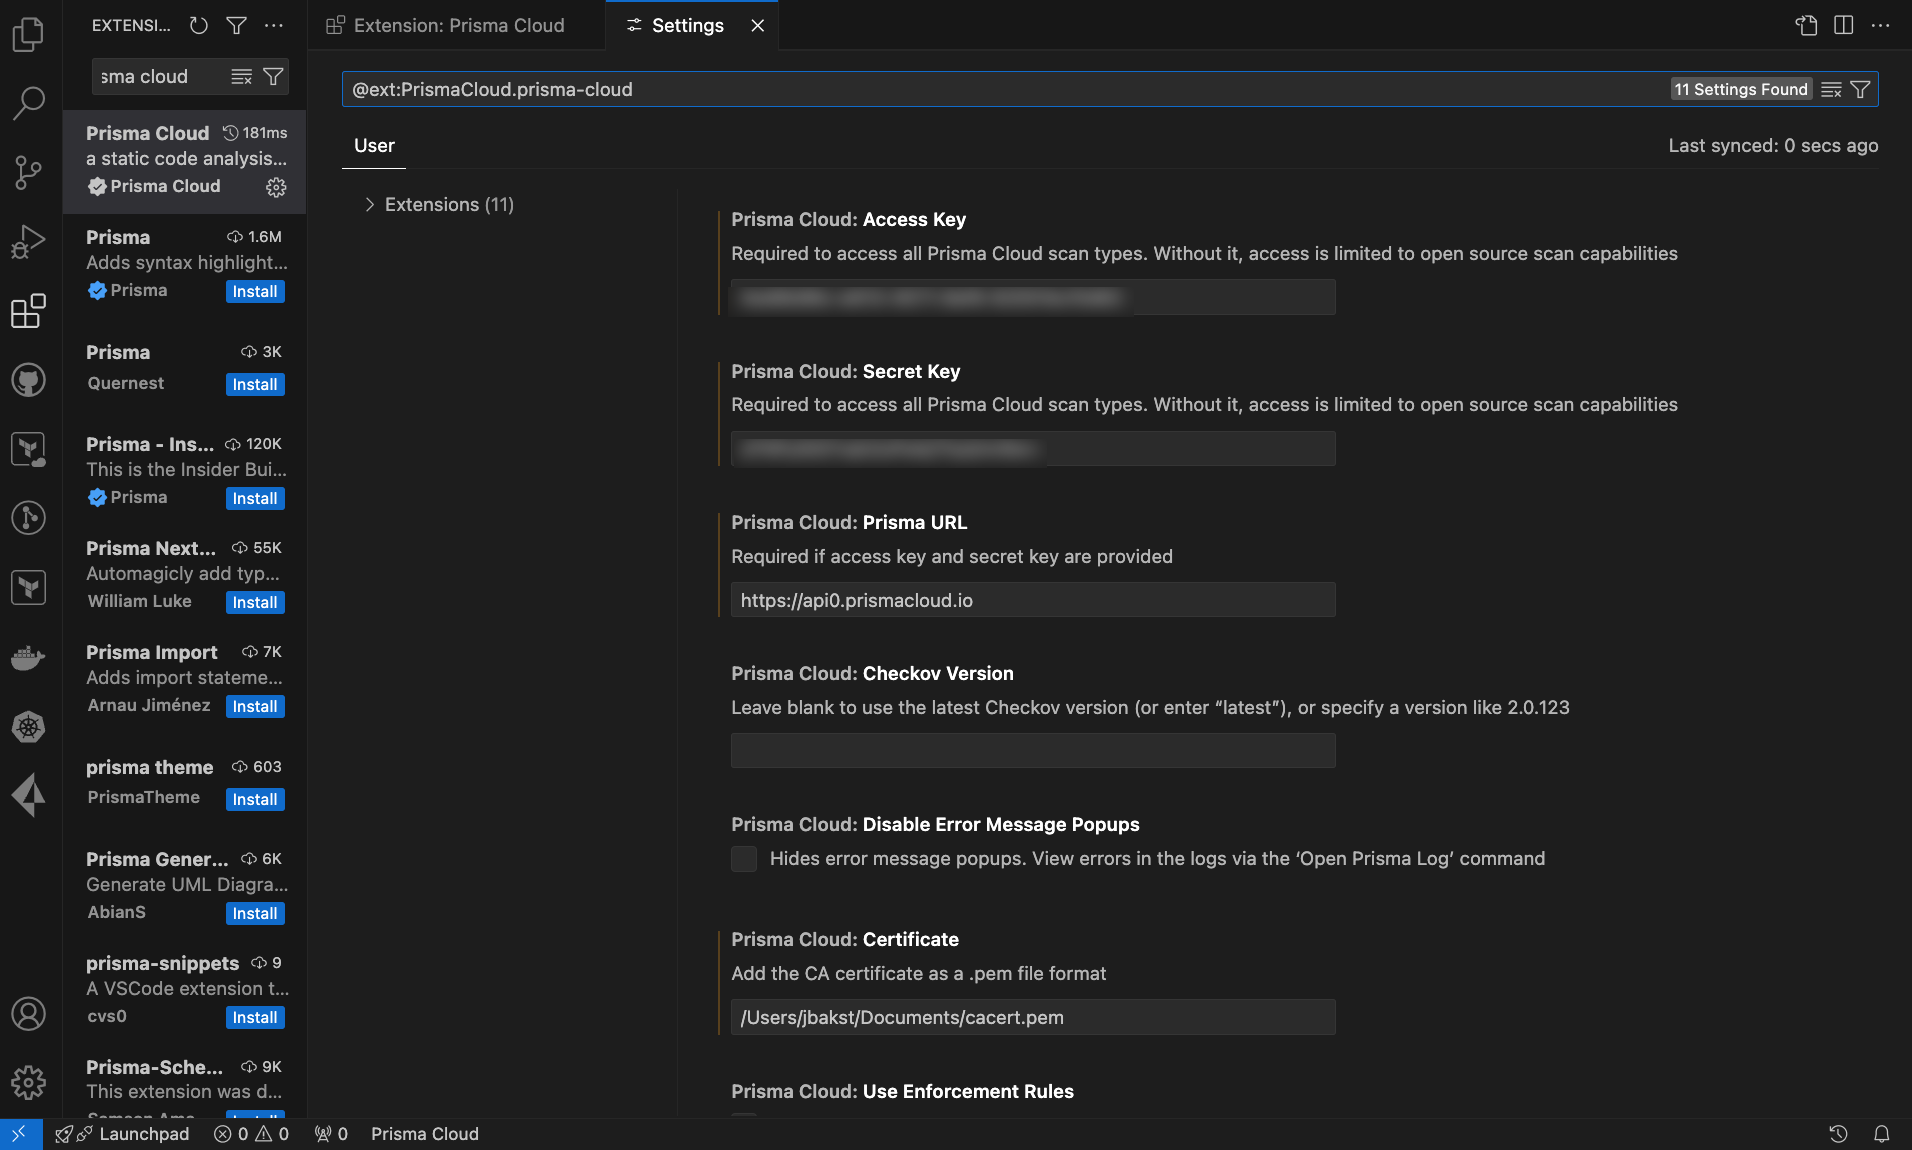 EXTENSI...
sma cloud
Prisma Cloud 181ms
a static code analysis...
Prisma Cloud
Prisma 1.6M
Adds syntax highlight...
Prisma Install
Prisma 3K
Quernest Install
Prisma - Ins... 120K
This is the Insider Bui...
Prisma Install
Prisma Next... 55K
Automagicly add typ...
William Luke Install
Prisma Import 7K
Adds import stateme...
Arnau Jiménez Install
prisma theme 603
PrismaTheme Install
Prisma Gener... 6K
Generate UML Diagra...
AbianS Install
prisma-snippets 9
A VSCode extension t...
cvs0 Install
Prisma-Sche... 9K
This extension was d...
Extension: Prisma Cloud
Settings
@ext:PrismaCloud.prisma-cloud
11 Settings Found
User
Last synced: 0 secs ago
Extensions (11)
Prisma Cloud: Access Key
Required to access all Prisma Cloud scan types. Without it, access is limited to open source scan capabilities
Prisma Cloud: Secret Key
Required to access all Prisma Cloud scan types. Without it, access is limited to open source scan capabilities
Prisma Cloud: Prisma URL
Required if access key and secret key are provided
https://api0.prismacloud.io
Prisma Cloud: Checkov Version
Leave blank to use the latest Checkov version (or enter “latest”), or specify a version like 2.0.123
Prisma Cloud: Disable Error Message Popups
Hides error message popups. View errors in the logs via the ‘Open Prisma Log’ command
Prisma Cloud: Certificate
Add the CA certificate as a .pem file format
/Users/jbakst/Documents/cacert.pem
Prisma Cloud: Use Enforcement Rules
Launchpad 0 0 0 Prisma Cloud